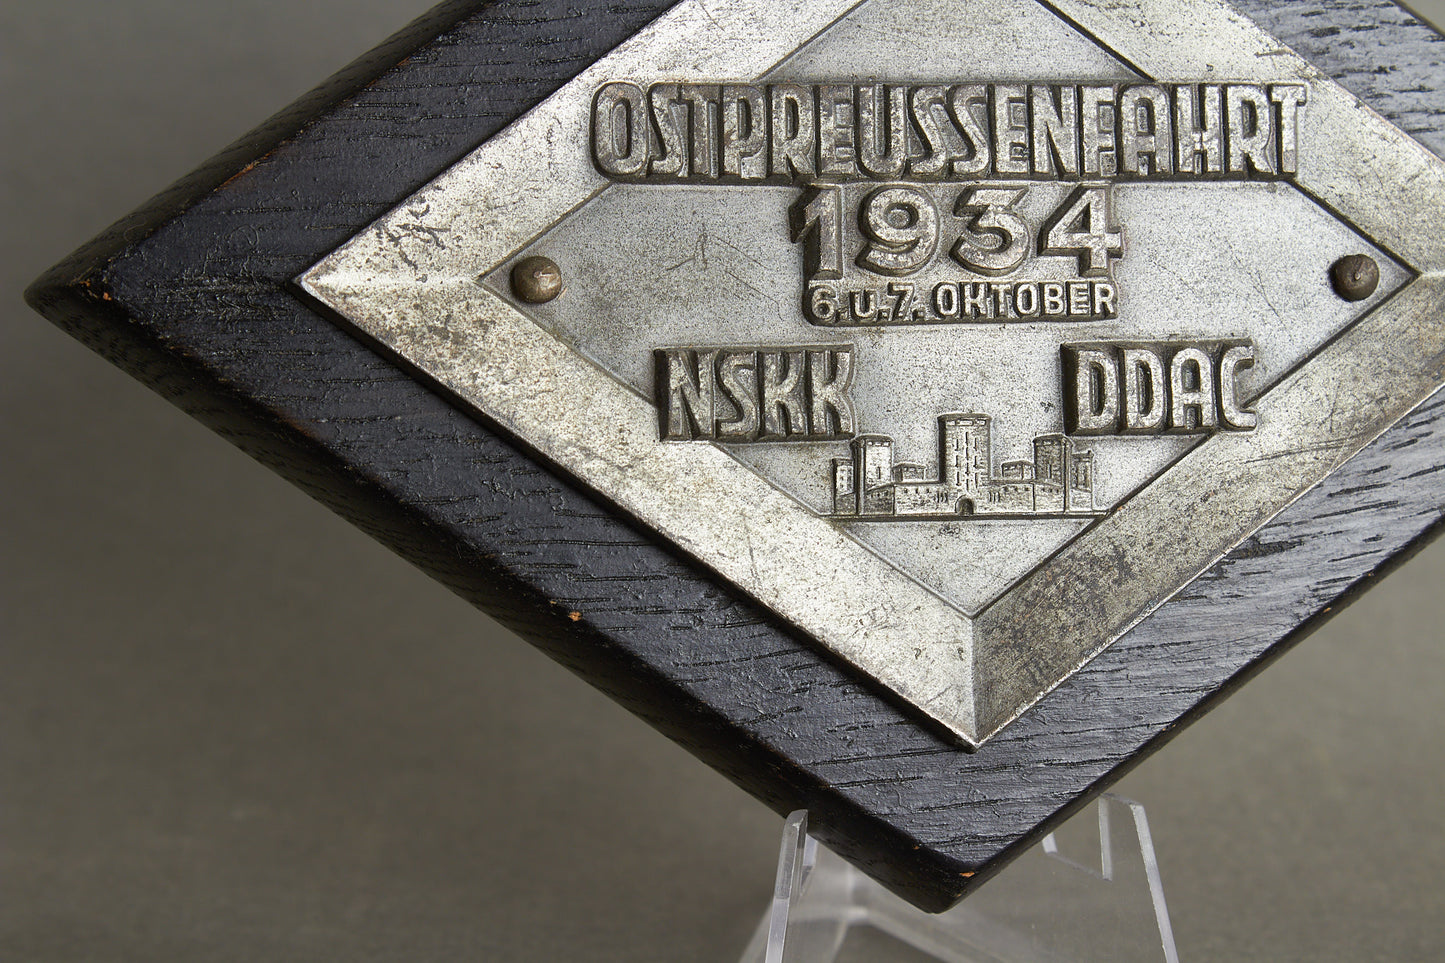 OSTPREUSSENFAHRT
1934
6. u. 7. OKTOBER
NSKK DDAC